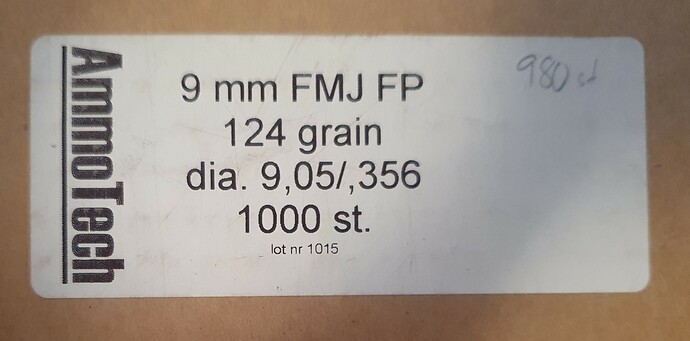 AmmoTech
9 mm FMJ FP
124 grain
dia. 9,05/,356
1000 st.
lot nr 1015
980 st